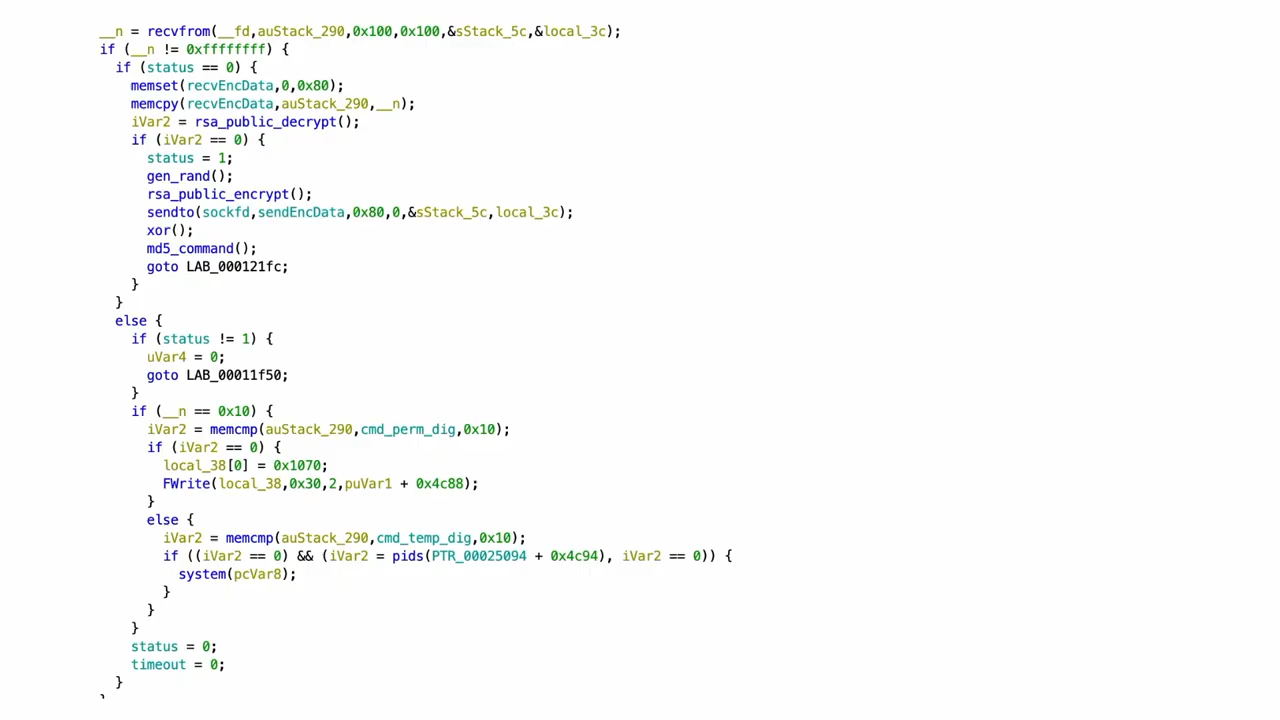 __n = recvfrom(__fd,auStack_290,0x100,0x100,&sStack_5c,&local_3c);
if (__n != 0xffffffff) {
if (status == 0) {
memset(recvEncData,0,0x80);
memcpy(recvEncData,auStack_290,__n);
iVar2 = rsa_public_decrypt();
if (iVar2 == 0) {
status = 1;
gen_rand();
rsa_public_encrypt();
sendto(sockfd,sendEncData,0x80,0,&sStack_5c,local_3c);
xor();
md5_command();
goto LAB_000121fc;
}
}
else {
if (status != 1) {
uVar4 = 0;
goto LAB_00011f50;
}
if (__n == 0x10) {
iVar2 = memcmp(auStack_290,cmd_perm_dig,0x10);
if (iVar2 == 0) {
local_38[0] = 0x1070;
FWrite(local_38,0x30,2,puVar1 + 0x4c88);
}
else {
iVar2 = memcmp(auStack_290,cmd_temp_dig,0x10);
if ((iVar2 == 0) && (iVar2 = pids(PTR_00025094 + 0x4c94), iVar2 == 0)) {
system(pcVar8);
}
}
}
status = 0;
timeout = 0;
}